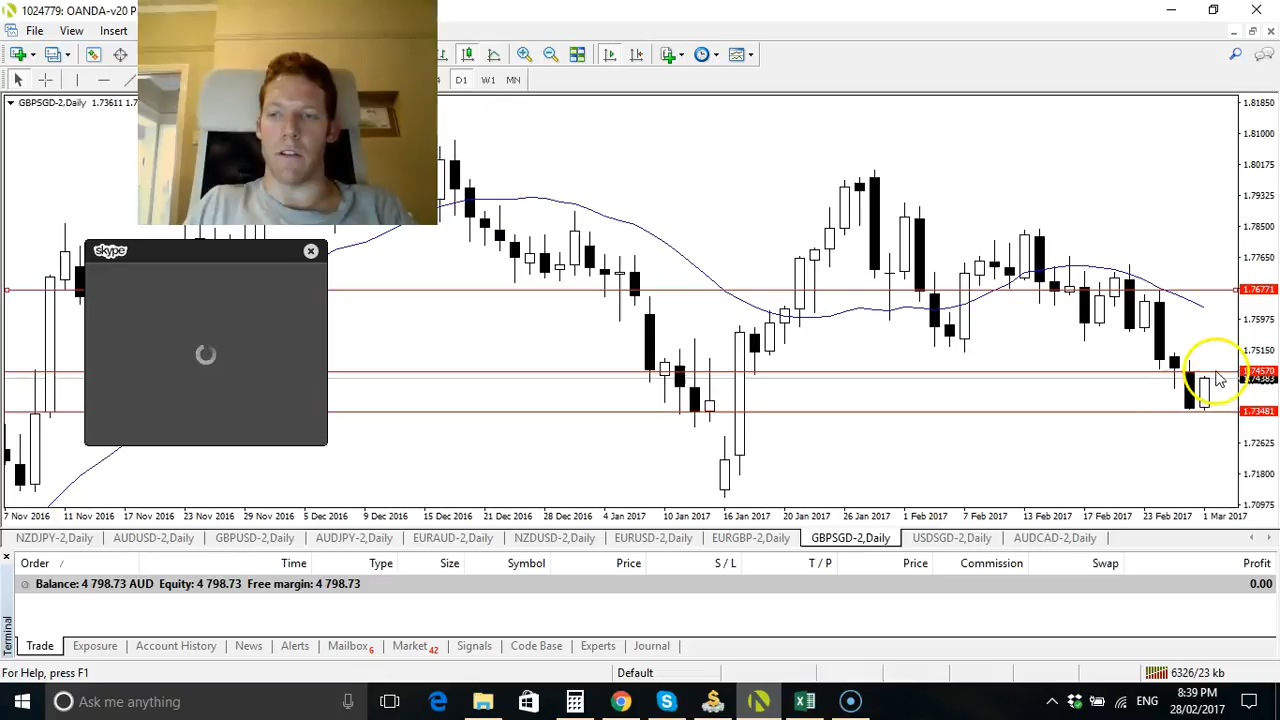 1024779: OANDA-v20 P
File View Insert
D1 W1 MN
GBPSGD-2,Daily 1.73611 1.7
1.81850
1.81000
1.80175
1.79325
1.78500
1.77650
1.76771
1.75975
1.75150
1.74570
1.73481
1.72625
1.71800
1.70975
skype
7 Nov 2016 11 Nov 2016 17 Nov 2016 23 Nov 2016 29 Nov 2016 5 Dec 2016 9 Dec 2016 15 Dec 2016 21 Dec 2016 28 Dec 2016 4 Jan 2017 10 Jan 2017 16 Jan 2017 20 Jan 2017 26 Jan 2017 1 Feb 2017 7 Feb 2017 13 Feb 2017 17 Feb 2017 23 Feb 2017 1 Mar 2017
NZDJPY-2,Daily AUDUSD-2,Daily GBPUSD-2,Daily AUDJPY-2,Daily EURAUD-2,Daily NZDUSD-2,Daily EURUSD-2,Daily EURGBP-2,Daily GBPSGD-2,Daily USDSGD-2,Daily AUDCAD-2,Daily
Order / Time Type Size Symbol Price S / L T / P Price Commission Swap Profit
Balance: 4 798.73 AUD Equity: 4 798.73 Free margin: 4 798.73 0.00
Terminal
Trade Exposure Account History News Alerts Mailbox 6 Market 42 Signals Code Base Experts Journal
For Help, press F1 Default 6326/23 kb
Ask me anything
ENG
8:39 PM
28/02/2017